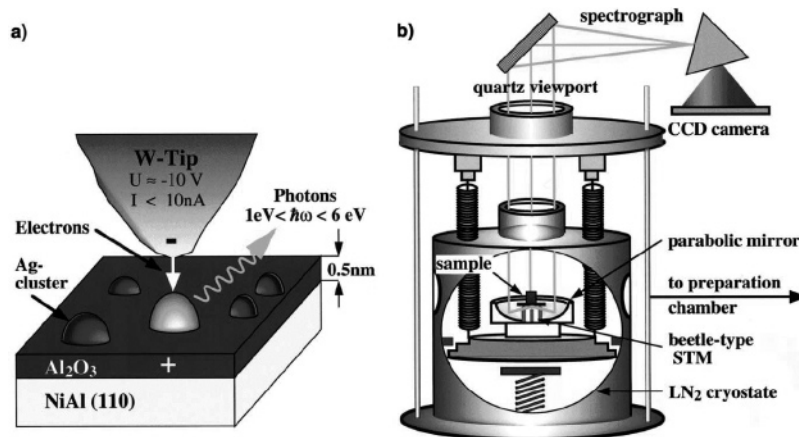 a)
W-Tip
U ≈ -10 V
I < 10nA
Electrons
-
Photons
1eV< ħω < 6 eV
Ag-
cluster
0.5nm
Al₂O₃ +
NiAl (110)
b)
spectrograph
quartz viewport
CCD camera
sample
parabolic mirror
to preparation
chamber
beetle-type
STM
LN₂ cryostate